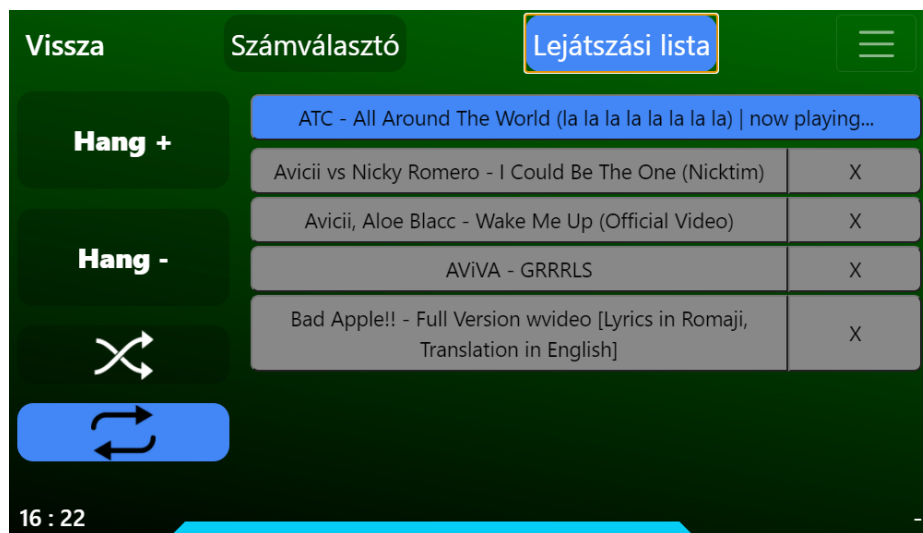 Vissza
Számválasztó
Lejátszási lista
Hang +
Hang -
ATC - All Around The World (la la la la la la la la) | now playing...
Avicii vs Nicky Romero - I Could Be The One (Nicktim)
X
Avicii, Aloe Blacc - Wake Me Up (Official Video)
X
AViVA - GRRRLS
X
Bad Apple!! - Full Version wvideo [Lyrics in Romaji,
Translation in English]
X
16 : 22
-